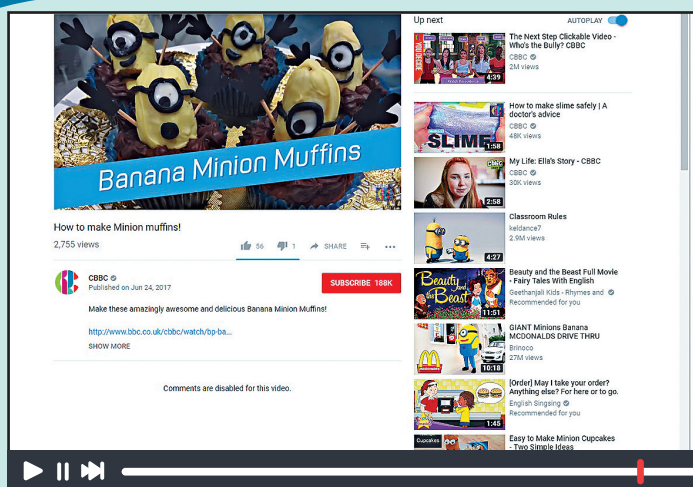 Banana Minion Muffins
How to make Minion muffins!
2,755 views
56
1
SHARE
CBBC
Published on Jun 24, 2017
SUBSCRIBE 188K
Make these amazingly awesome and delicious Banana Minion Muffins!
http://www.bbc.co.uk/cbbc/watch/bp-ba...
SHOW MORE
Comments are disabled for this video.
Up next
AUTOPLAY
The Next Step Clickable Video -
Who's the Bully? CBBC
CBBC
2M views
YOU DECIDE
4:39
How to make slime safely | A
doctor's advice
CBBC
48K views
SLIME
1:58
My Life: Ella's Story - CBBC
CBBC
30K views
CBBC
2:58
Classroom Rules
keldance7
2.9M views
4:27
Beauty and the Beast Full Movie
- Fairy Tales With English
Geethanjali Kids - Rhymes and
Recommended for you
Beauty and
the Beast
11:51
GIANT Minions Banana
MCDONALDS DRIVE THRU
Brinoco
27M views
McDonald's
10:18
[Order] May I take your order?
Anything else? For here or to go.
English Singsing
Recommended for you
1:45
Easy to Make Minion Cupcakes
- Two Simple Ideas
Cupcakes